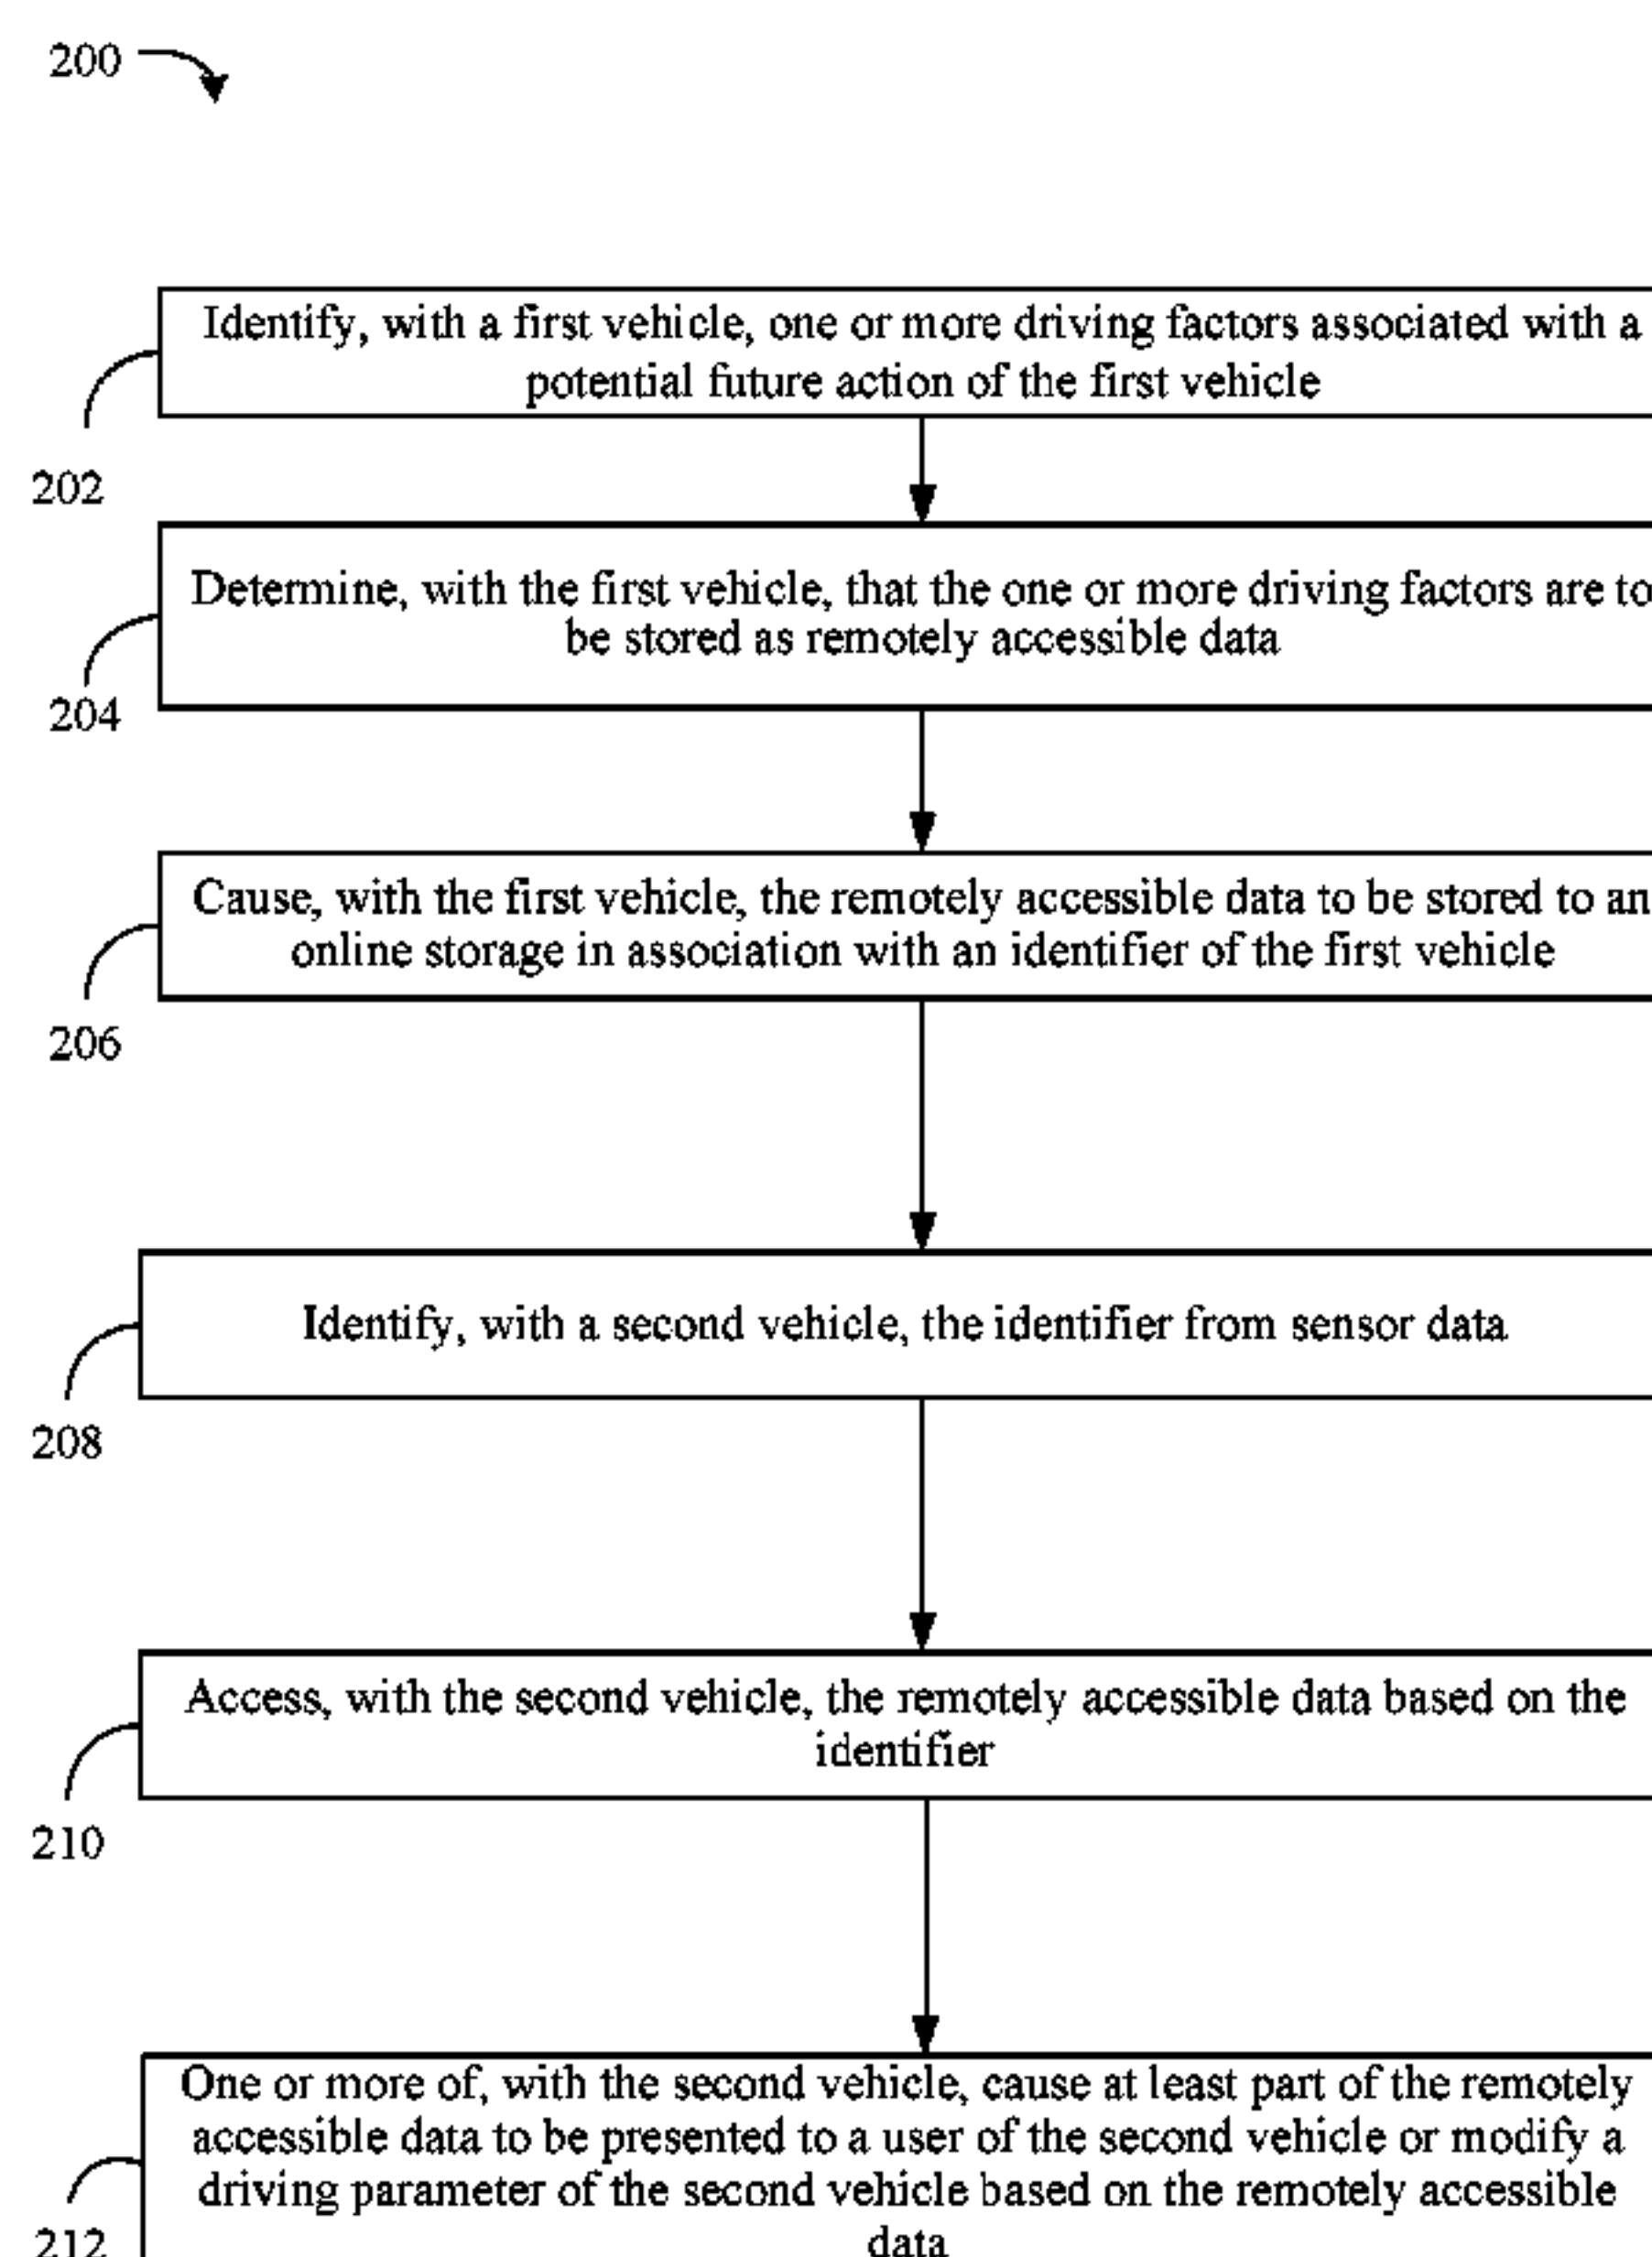 200
Identify, with a first vehicle, one or more driving factors associated with a
potential future action of the first vehicle
202
Determine, with the first vehicle, that the one or more driving factors are to
be stored as remotely accessible data
204
Cause, with the first vehicle, the remotely accessible data to be stored to an
online storage in association with an identifier of the first vehicle
206
Identify, with a second vehicle, the identifier from sensor data
208
Access, with the second vehicle, the remotely accessible data based on the
identifier
210
One or more of, with the second vehicle, cause at least part of the remotely
accessible data to be presented to a user of the second vehicle or modify a
driving parameter of the second vehicle based on the remotely accessible
data
212